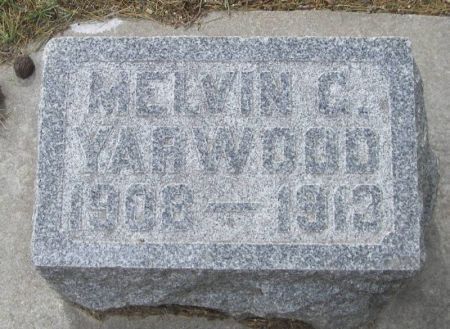 MELVIN C.
YARWOOD
1908 — 1913